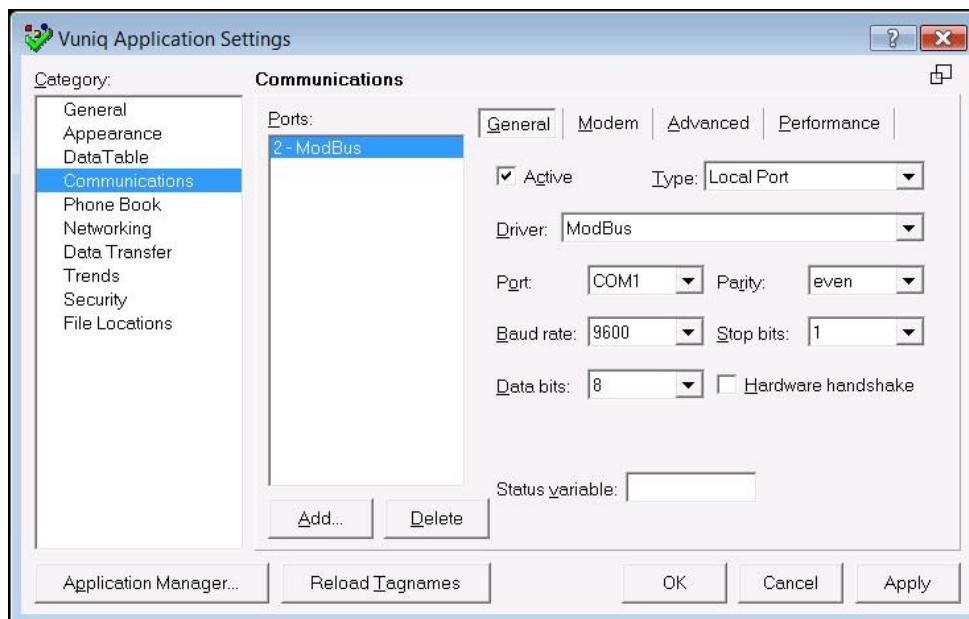 Vuniq Application Settings
Category:
General
Appearance
DataTable
Communications
Phone Book
Networking
Data Transfer
Trends
Security
File Locations
Communications
Ports:
2 - ModBus
Add...
Delete
General Modem Advanced Performance
Active Type: Local Port
Driver: ModBus
Port: COM1 Parity: even
Baud rate: 9600 Stop bits: 1
Data bits: 8 Hardware handshake
Status variable:
Application Manager... Reload Tagnames OK Cancel Apply